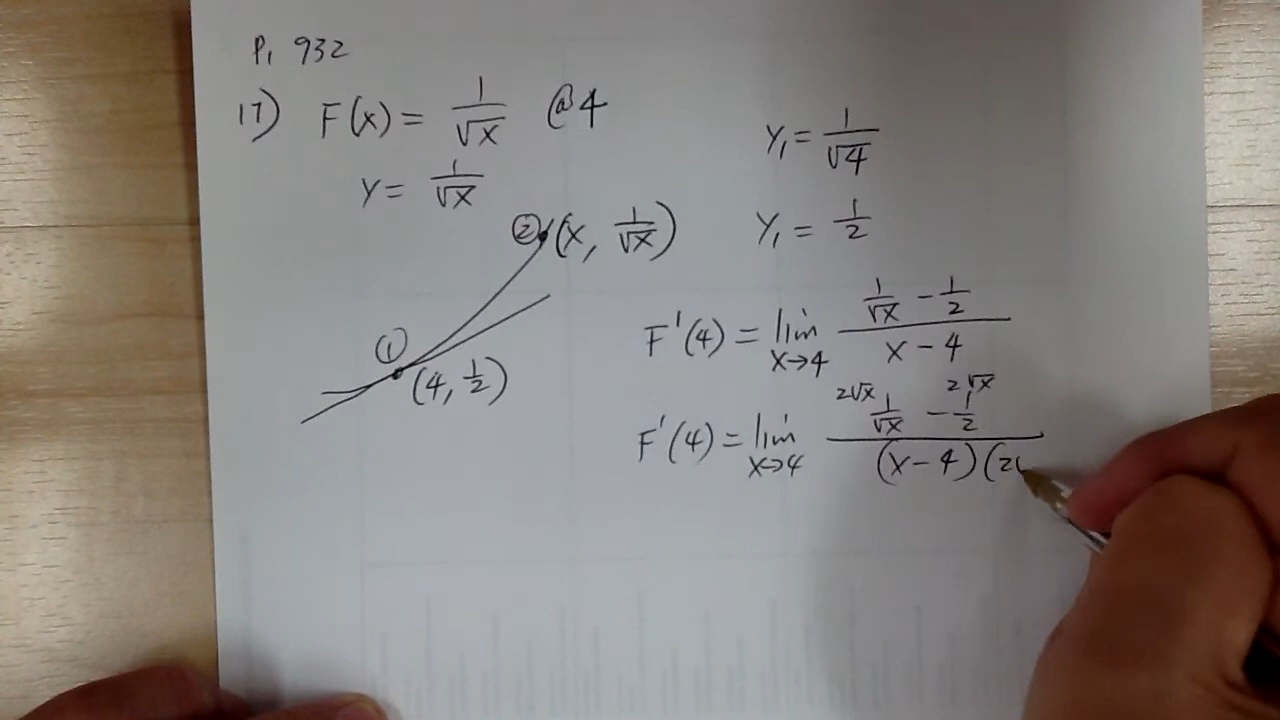 P. 932
17) F(x) = 1/√x @4
y = 1/√x
② (x, 1/√x)
①
(4, 1/2)
y₁ = 1/√4
y₁ = 1/2
F'(4) = lim x→4 (1/√x - 1/2)/(x - 4)
2√x 2√x
F'(4) = lim x→4 (1/√x - 1/2)/(x - 4)(2